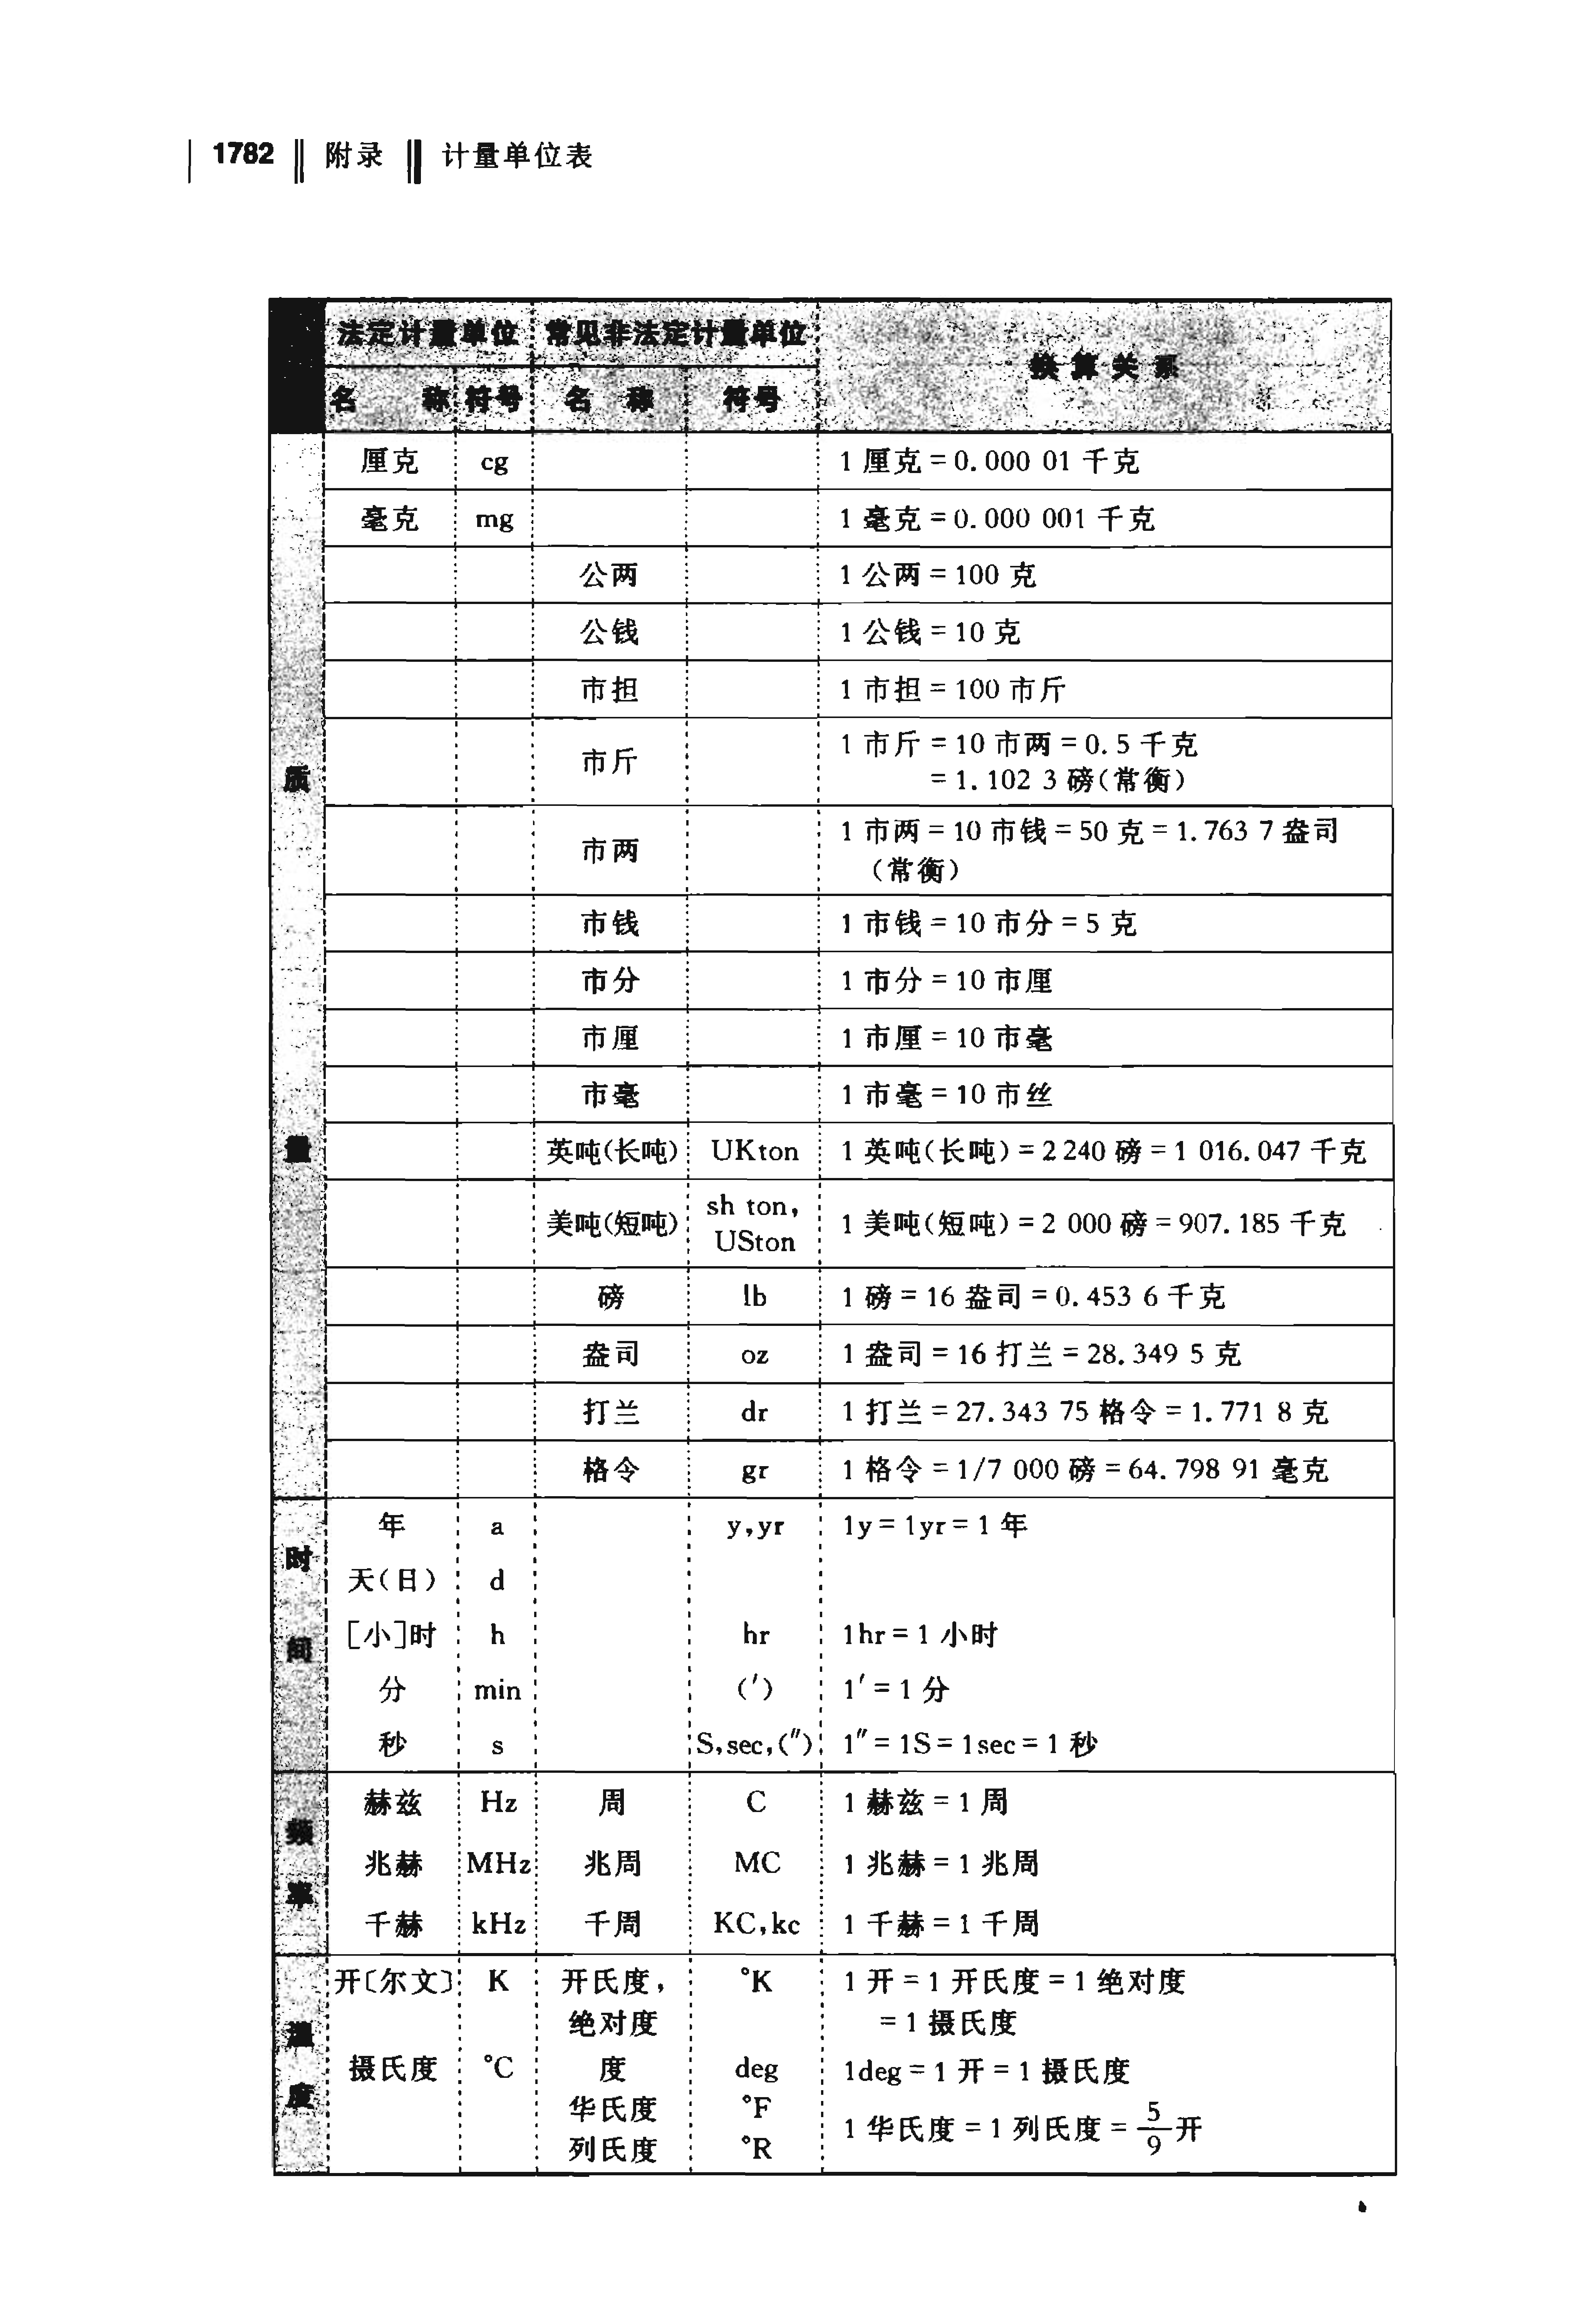 1782 附录 计量单位表
法定计量单位 常见非法定计量单位 换算关系
名称 符号 名称 符号
质量
厘克 cg 1 厘克 = 0.000 01 千克
毫克 mg 1 毫克 = 0.000 001 千克
公两 1 公两 = 100 克
公钱 1 公钱 = 10 克
市担 1 市担 = 100 市斤
市斤 1 市斤 = 10 市两 = 0.5 千克
= 1.102 3 磅(常衡)
市两 1 市两 = 10 市钱 = 50 克 = 1.763 7 盎司
(常衡)
市钱 1 市钱 = 10 市分 = 5 克
市分 1 市分 = 10 市厘
市厘 1 市厘 = 10 市毫
市毫 1 市毫 = 10 市丝
英吨(长吨) UKton 1 英吨(长吨) = 2 240 磅 = 1 016.047 千克
美吨(短吨) sh ton, USton 1 美吨(短吨) = 2 000 磅 = 907.185 千克
磅 lb 1 磅 = 16 盎司 = 0.453 6 千克
盎司 oz 1 盎司 = 16 打兰 = 28.349 5 克
打兰 dr 1 打兰 = 27.343 75 格令 = 1.771 8 克
格令 gr 1 格令 = 1/7 000 磅 = 64.798 91 毫克
时间
年 a y,yr 1y = 1yr = 1 年
天(日) d
[小]时 h hr 1hr = 1 小时
分 min (′) 1′ = 1 分
秒 s S,sec,(″) 1″ = 1S = 1sec = 1 秒
频率
赫兹 Hz 周 C 1 赫兹 = 1 周
兆赫 MHz 兆周 MC 1 兆赫 = 1 兆周
千赫 kHz 千周 KC,kc 1 千赫 = 1 千周
温度
开〔尔文〕 K 开氏度, °K 1 开 = 1 开氏度 = 1 绝对度
绝对度 = 1 摄氏度
摄氏度 °C 度 deg 1deg = 1 开 = 1 摄氏度
华氏度 °F
1 华氏度 = 1 列氏度 = 5/9 开
列氏度 °R